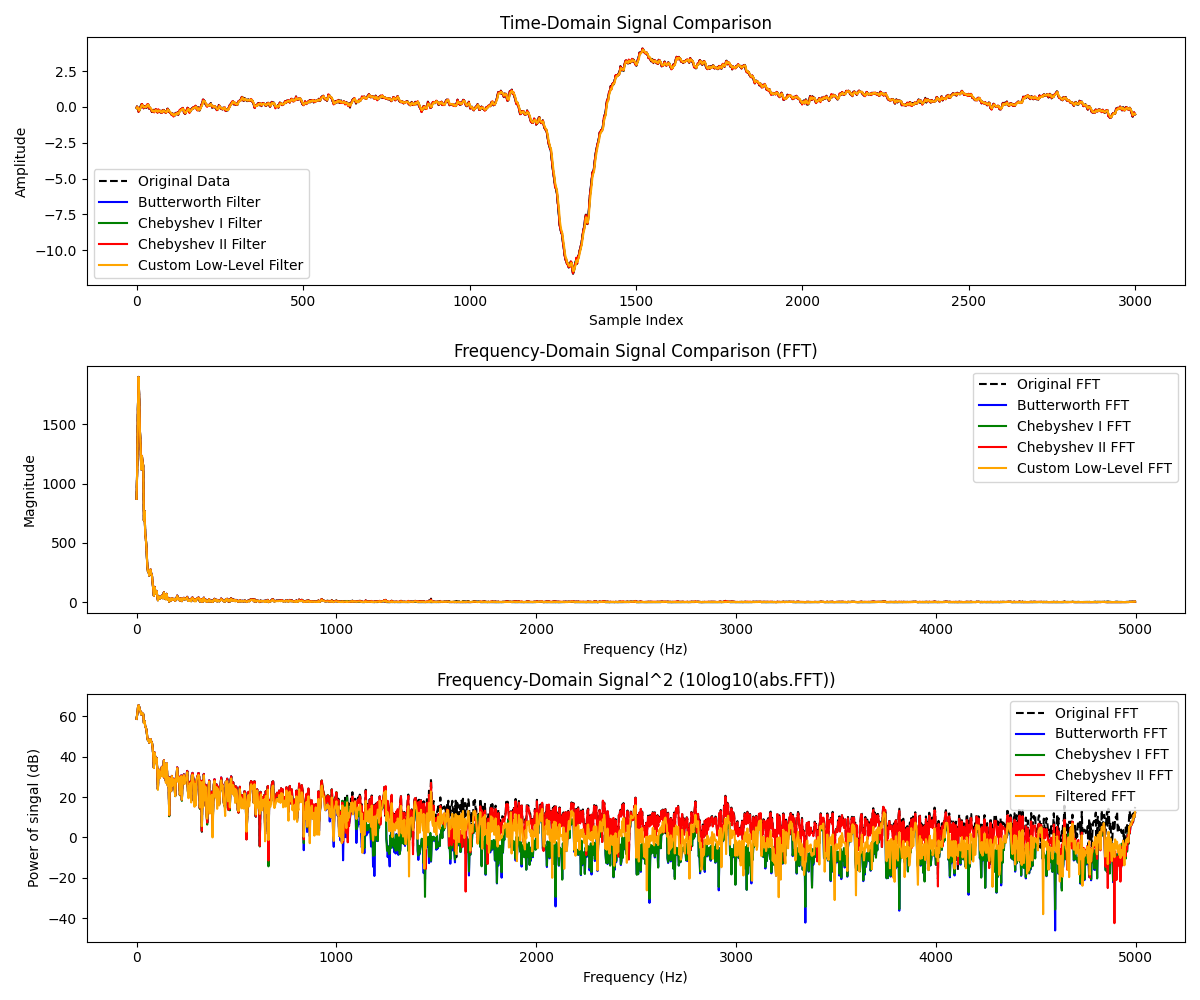 Time-Domain Signal Comparison
Amplitude
2.5
0.0
−2.5
−5.0
−7.5
−10.0
Original Data
Butterworth Filter
Chebyshev I Filter
Chebyshev II Filter
Custom Low-Level Filter
0 500 1000 1500 2000 2500 3000
Sample Index
Frequency-Domain Signal Comparison (FFT)
Magnitude
1500
1000
500
0
Original FFT
Butterworth FFT
Chebyshev I FFT
Chebyshev II FFT
Custom Low-Level FFT
0 1000 2000 3000 4000 5000
Frequency (Hz)
Frequency-Domain Signal^2 (10log10(abs.FFT))
Power of singal (dB)
60
40
20
0
−20
−40
Original FFT
Butterworth FFT
Chebyshev I FFT
Chebyshev II FFT
Filtered FFT
0 1000 2000 3000 4000 5000
Frequency (Hz)